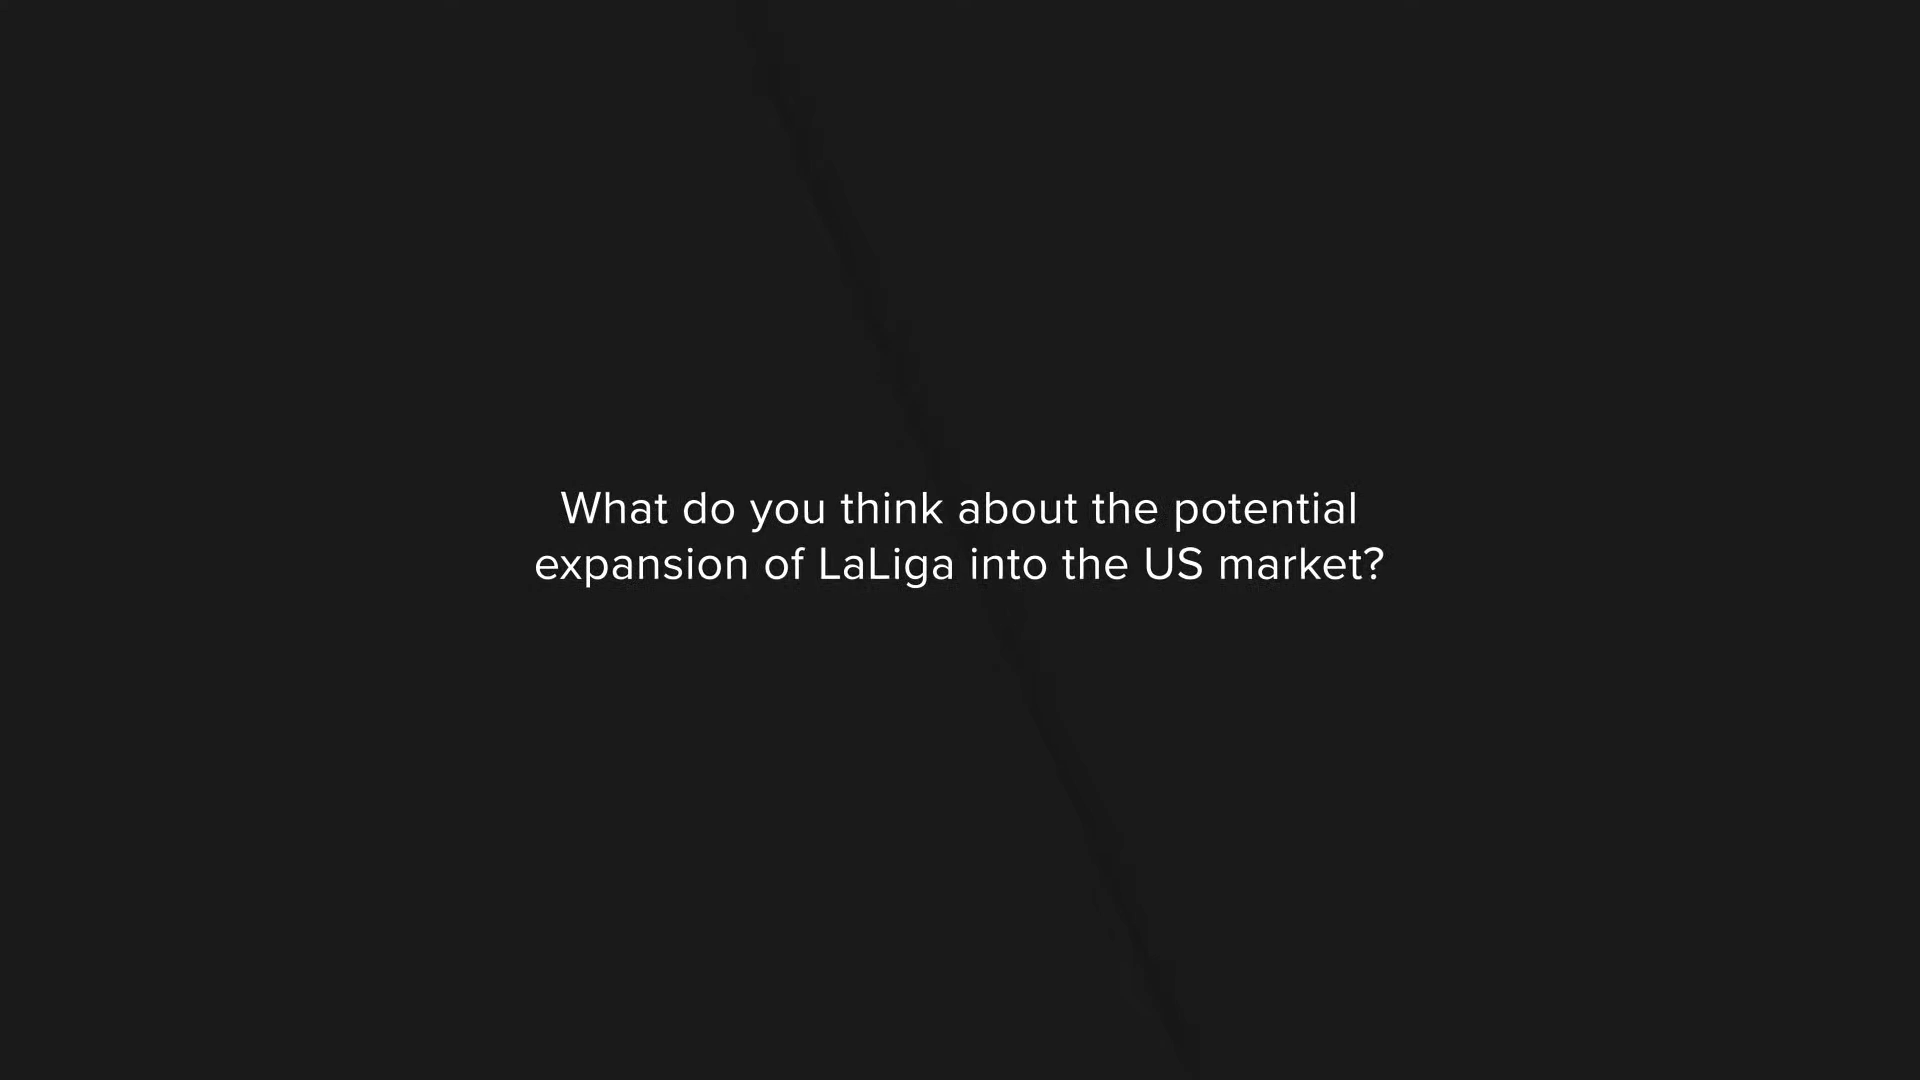 What do you think about the potential
expansion of LaLiga into the US market?